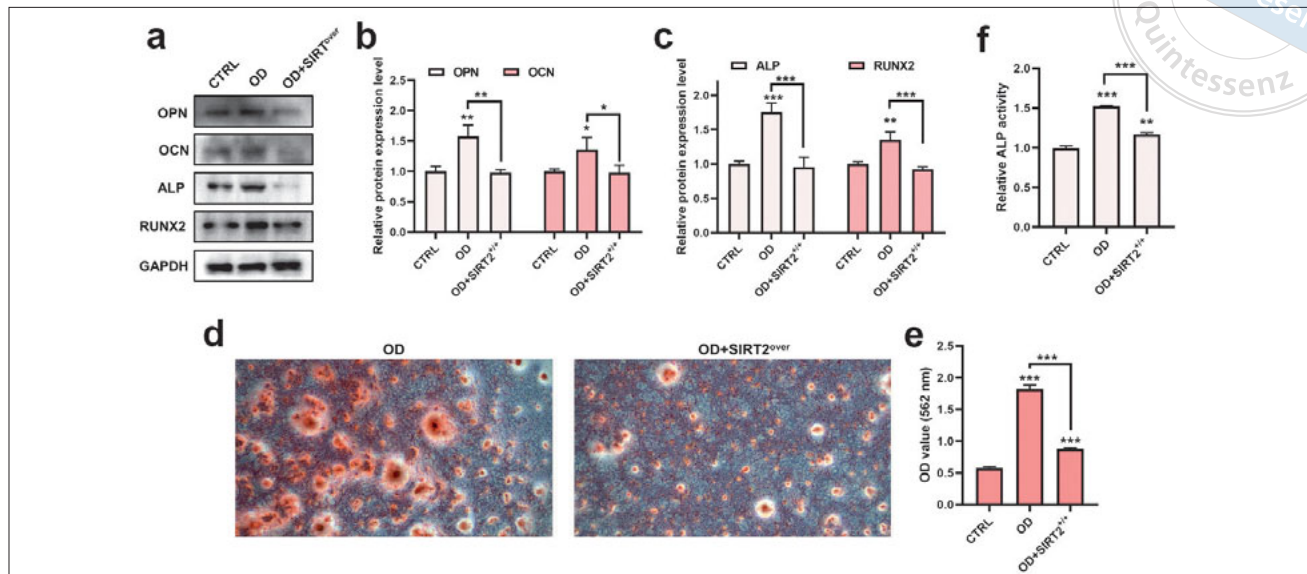 a
CTRL
OD
OD+SIRTover
OPN
OCN
ALP
RUNX2
GAPDH
b
OPN
OCN
Relative protein expression level
2.5
2.0
1.5
1.0
0.5
0.0
**
**
*
*
CTRL
OD
OD+SIRT2+/+
CTRL
OD
OD+SIRT2+/+
c
ALP
RUNX2
Relative protein expression level
2.0
1.5
1.0
0.5
0.0
***
***
**
***
CTRL
OD
OD+SIRT2+/+
CTRL
OD
OD+SIRT2+/+
f
Relative ALP activity
2.0
1.5
1.0
0.5
0.0
***
***
**
CTRL
OD
OD+SIRT2+/+
d
OD
OD+SIRT2over
e
OD value (562 nm)
2.5
2.0
1.5
1.0
0.5
0.0
***
***
***
CTRL
OD
OD+SIRT2+/+
Quintessenz